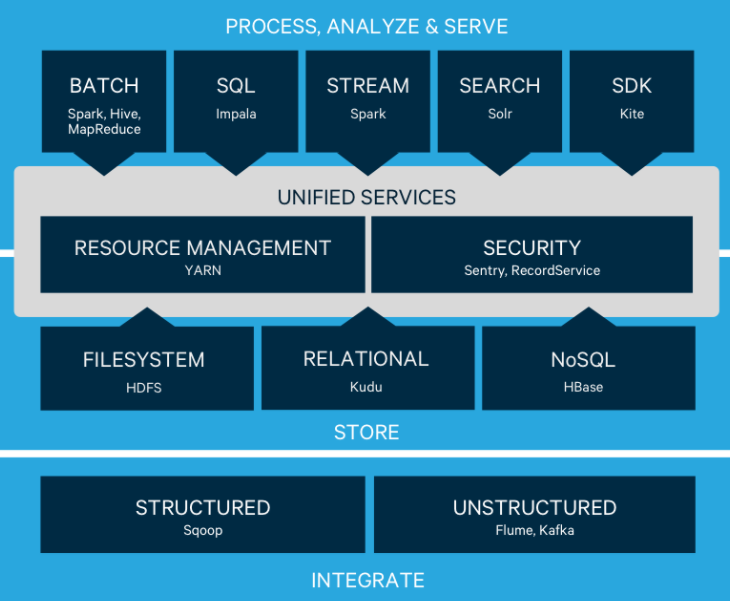 PROCESS, ANALYZE & SERVE
BATCH
Spark, Hive,
MapReduce
SQL
Impala
STREAM
Spark
SEARCH
Solr
SDK
Kite
UNIFIED SERVICES
RESOURCE MANAGEMENT
YARN
SECURITY
Sentry, RecordService
FILESYSTEM
HDFS
RELATIONAL
Kudu
NoSQL
HBase
STORE
STRUCTURED
Sqoop
UNSTRUCTURED
Flume, Kafka
INTEGRATE